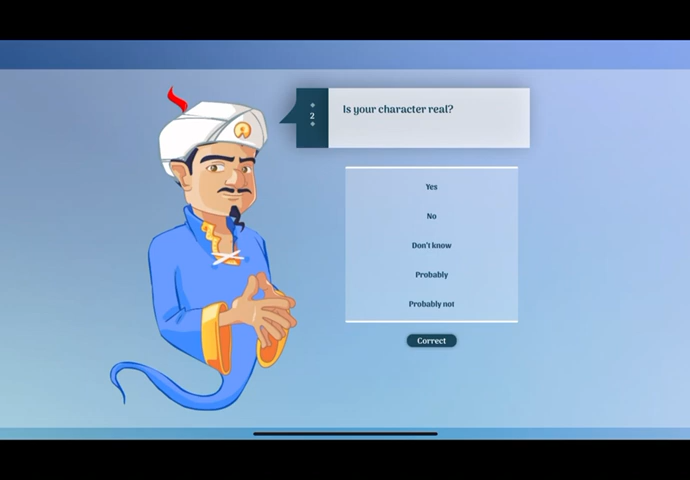 Is your character real?
2
Yes
No
Don't know
Probably
Probably not
Correct